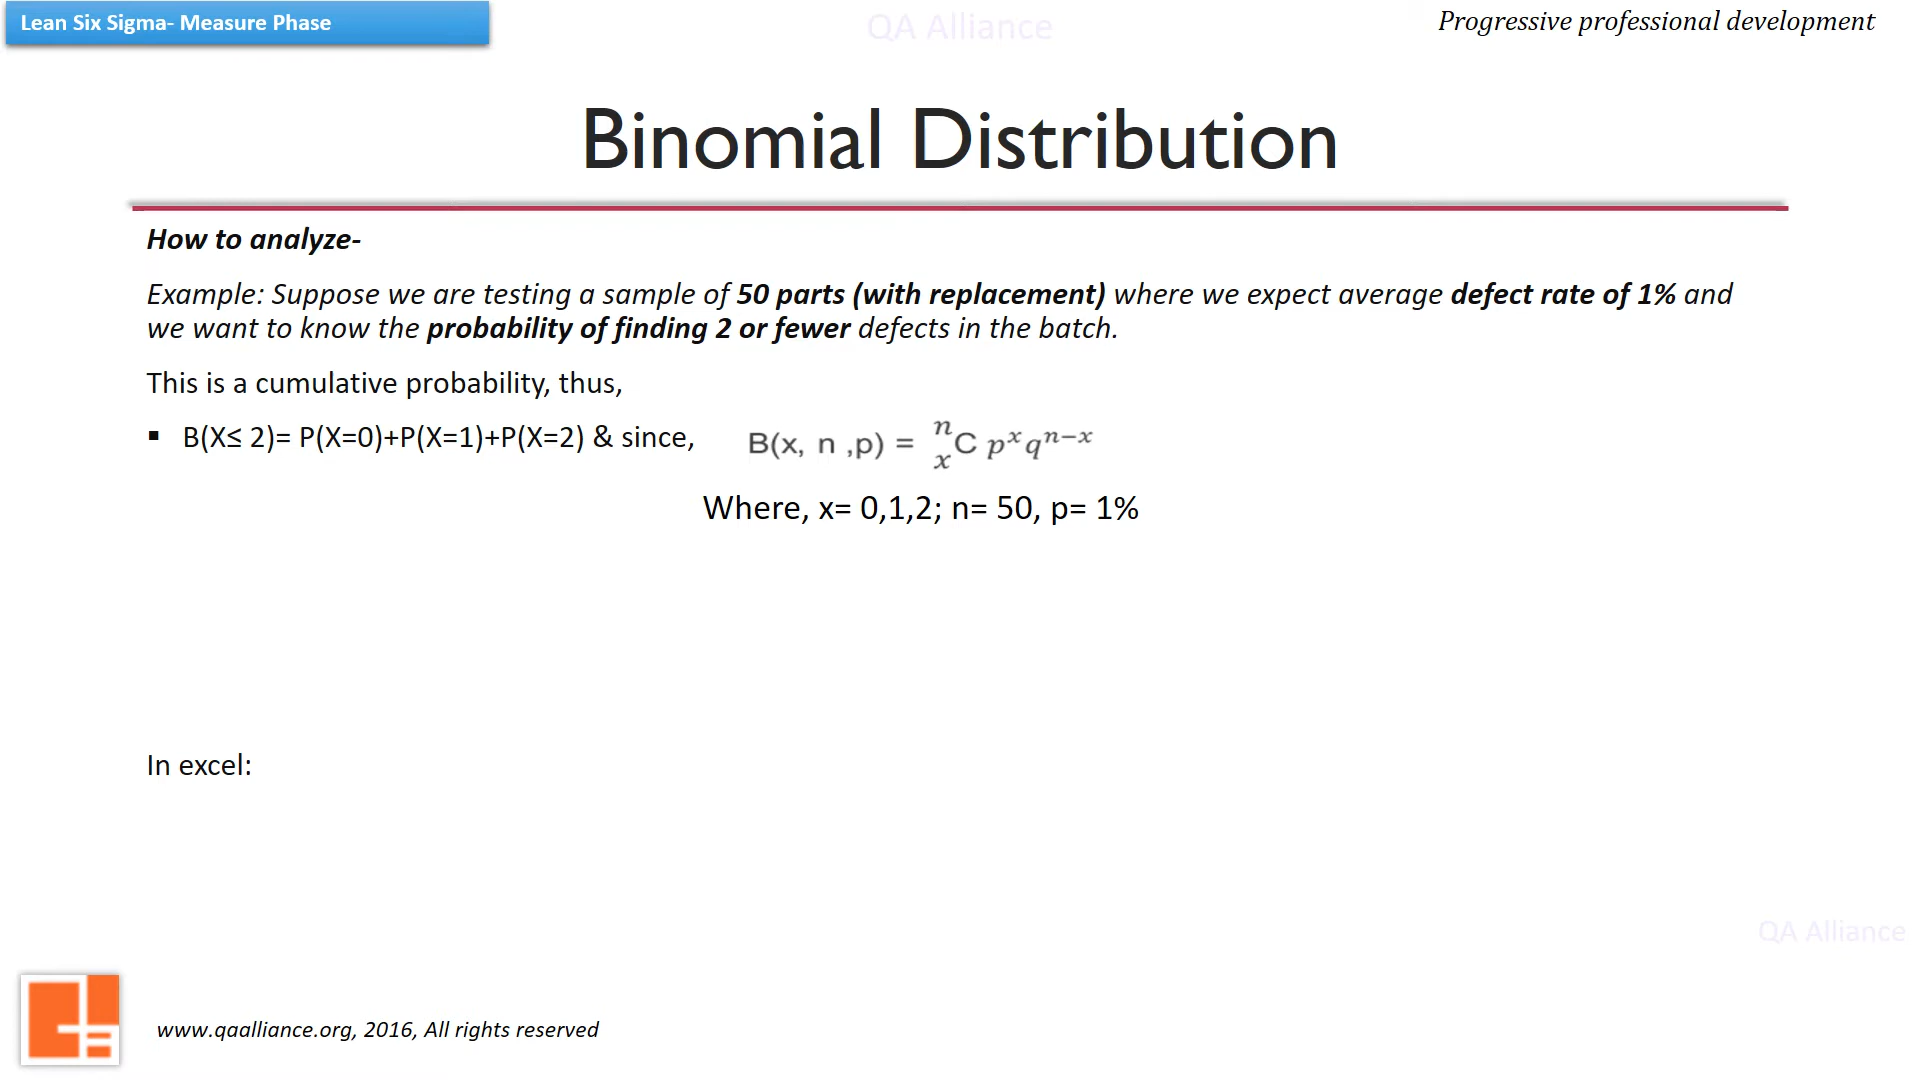 Lean Six Sigma- Measure Phase
QA Alliance
Progressive professional development
Binomial Distribution
How to analyze-
Example: Suppose we are testing a sample of 50 parts (with replacement) where we expect average defect rate of 1% and
we want to know the probability of finding 2 or fewer defects in the batch.
This is a cumulative probability, thus,
▪ B(X≤ 2)= P(X=0)+P(X=1)+P(X=2) & since, B(x, n ,p) = ⁿₓC pˣqⁿ⁻ˣ
Where, x= 0,1,2; n= 50, p= 1%
In excel:
QA Alliance
www.qaalliance.org, 2016, All rights reserved